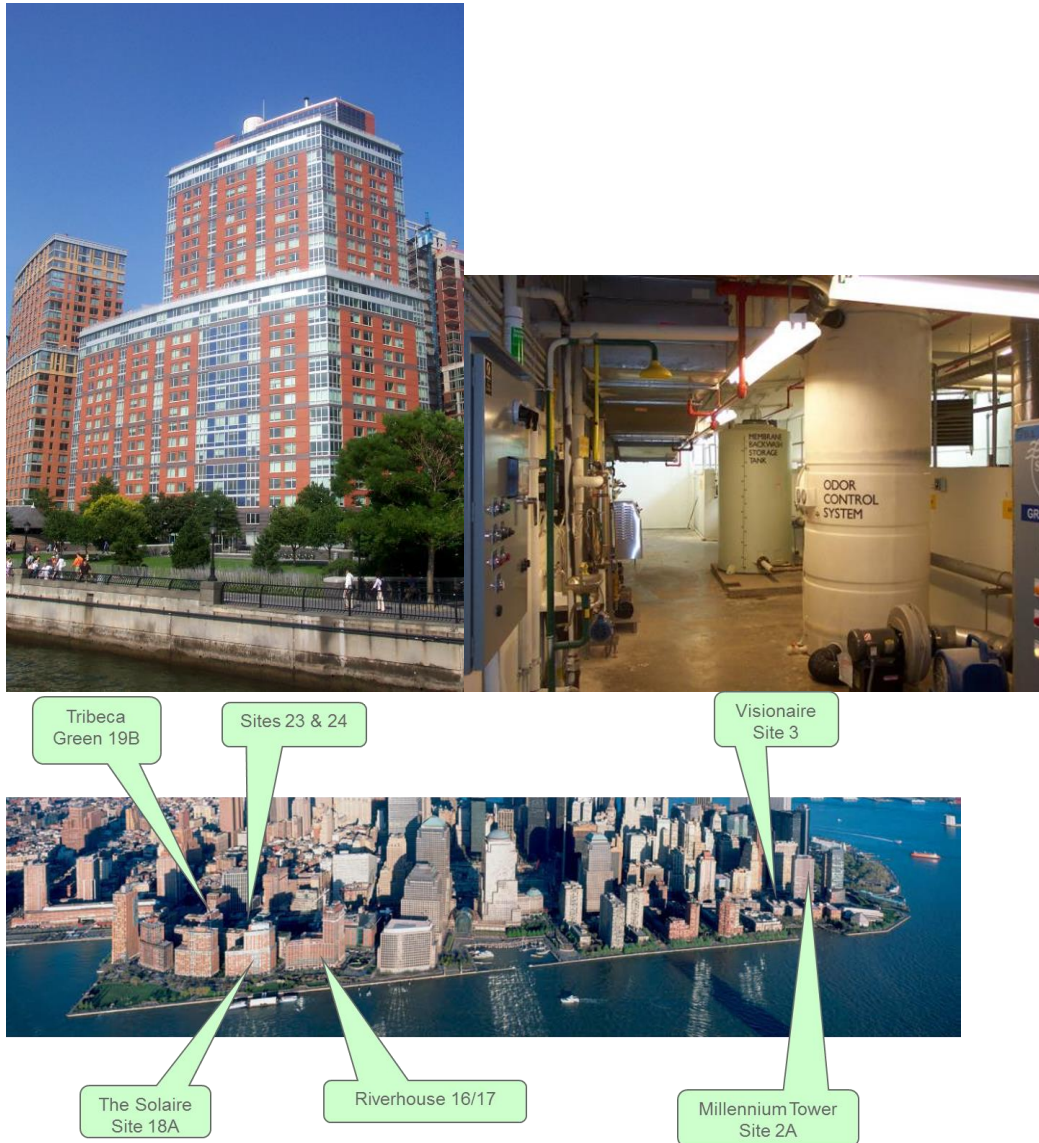 MEMBRANE
BACKWASH
STORAGE
TANK
ODOR
CONTROL
SYSTEM
Tribeca
Green 19B
Sites 23 & 24
Visionaire
Site 3
The Solaire
Site 18A
Riverhouse 16/17
Millennium Tower
Site 2A